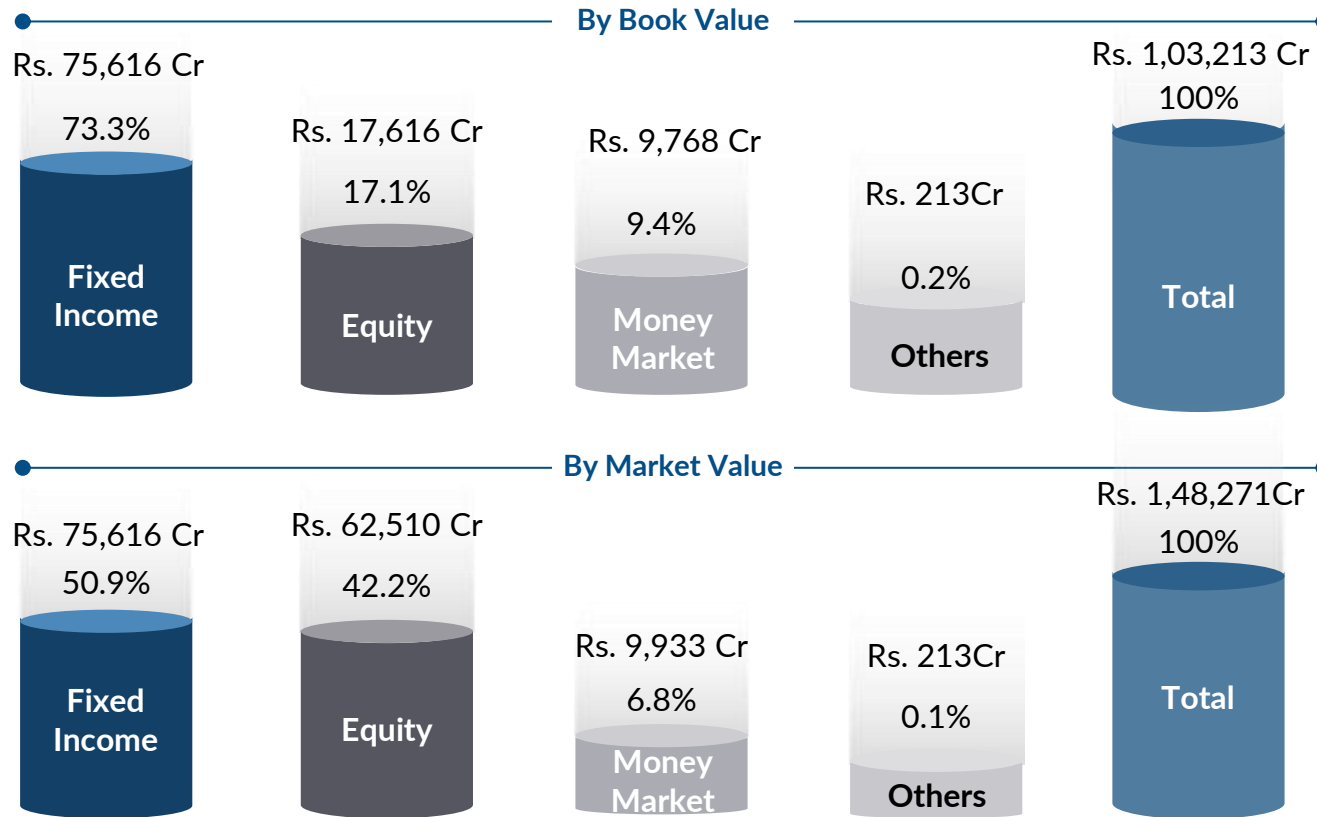 By Book Value
Rs. 75,616 Cr
73.3%
Fixed
Income
Rs. 17,616 Cr
17.1%
Equity
Rs. 9,768 Cr
9.4%
Money
Market
Rs. 213Cr
0.2%
Others
Rs. 1,03,213 Cr
100%
Total
By Market Value
Rs. 75,616 Cr
50.9%
Fixed
Income
Rs. 62,510 Cr
42.2%
Equity
Rs. 9,933 Cr
6.8%
Money
Market
Rs. 213Cr
0.1%
Others
Rs. 1,48,271Cr
100%
Total